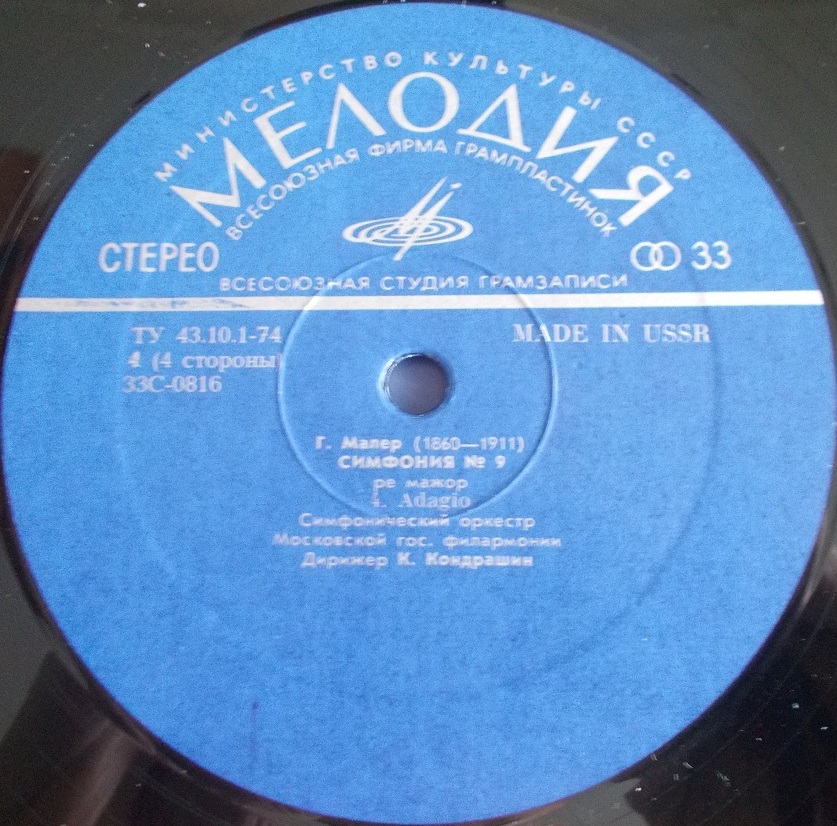 МИНИСТЕРСТВО КУЛЬТУРЫ СССР
МЕЛОДИЯ
ВСЕСОЮЗНАЯ ФИРМА ГРАМПЛАСТИНОК
СТЕРЕО
33
ВСЕСОЮЗНАЯ СТУДИЯ ГРАМЗАПИСИ
ТУ 43.10.1-74
MADE IN USSR
4 (4 стороны)
33С-0816
Г. Малер (1860—1911)
СИМФОНИЯ № 9
ре мажор
4. Adagio
Симфонический оркестр
Московской гос. филармонии
Дирижер К. Кондрашин